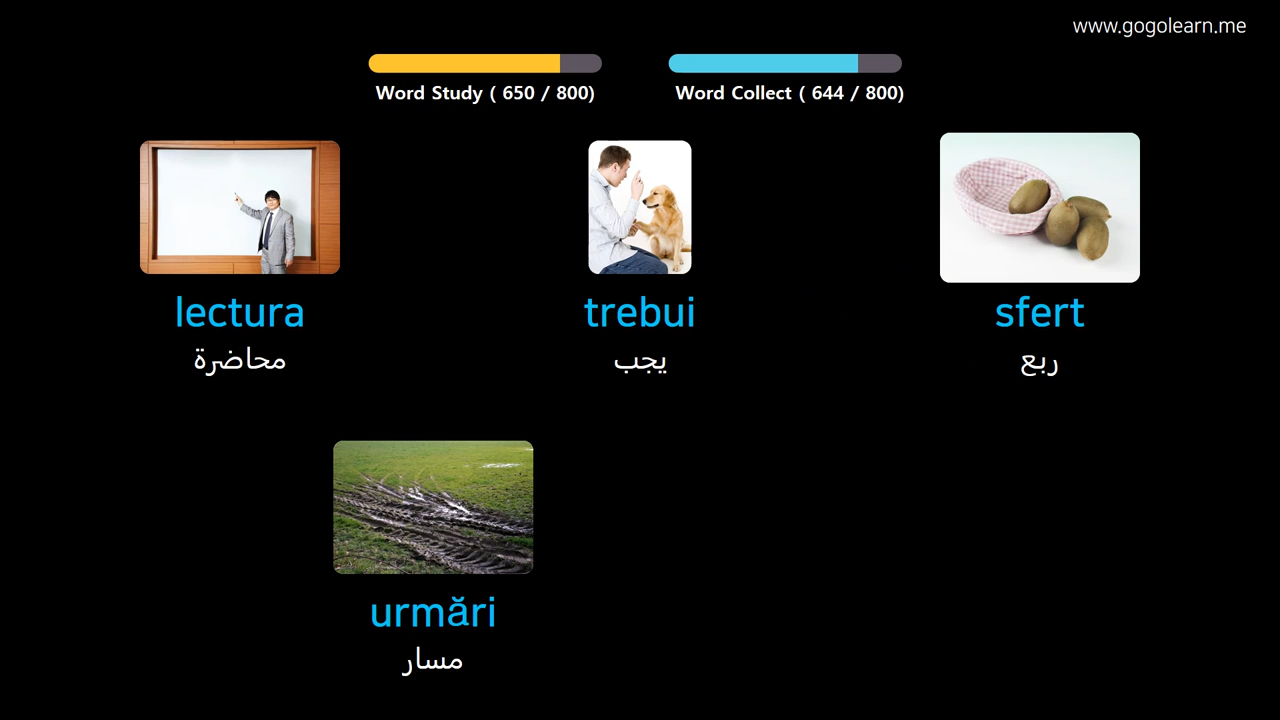 www.gogolearn.me
Word Study ( 650 / 800)
Word Collect ( 644 / 800)
lectura
محاضرة
trebui
يجب
sfert
ربع
urmări
مسار